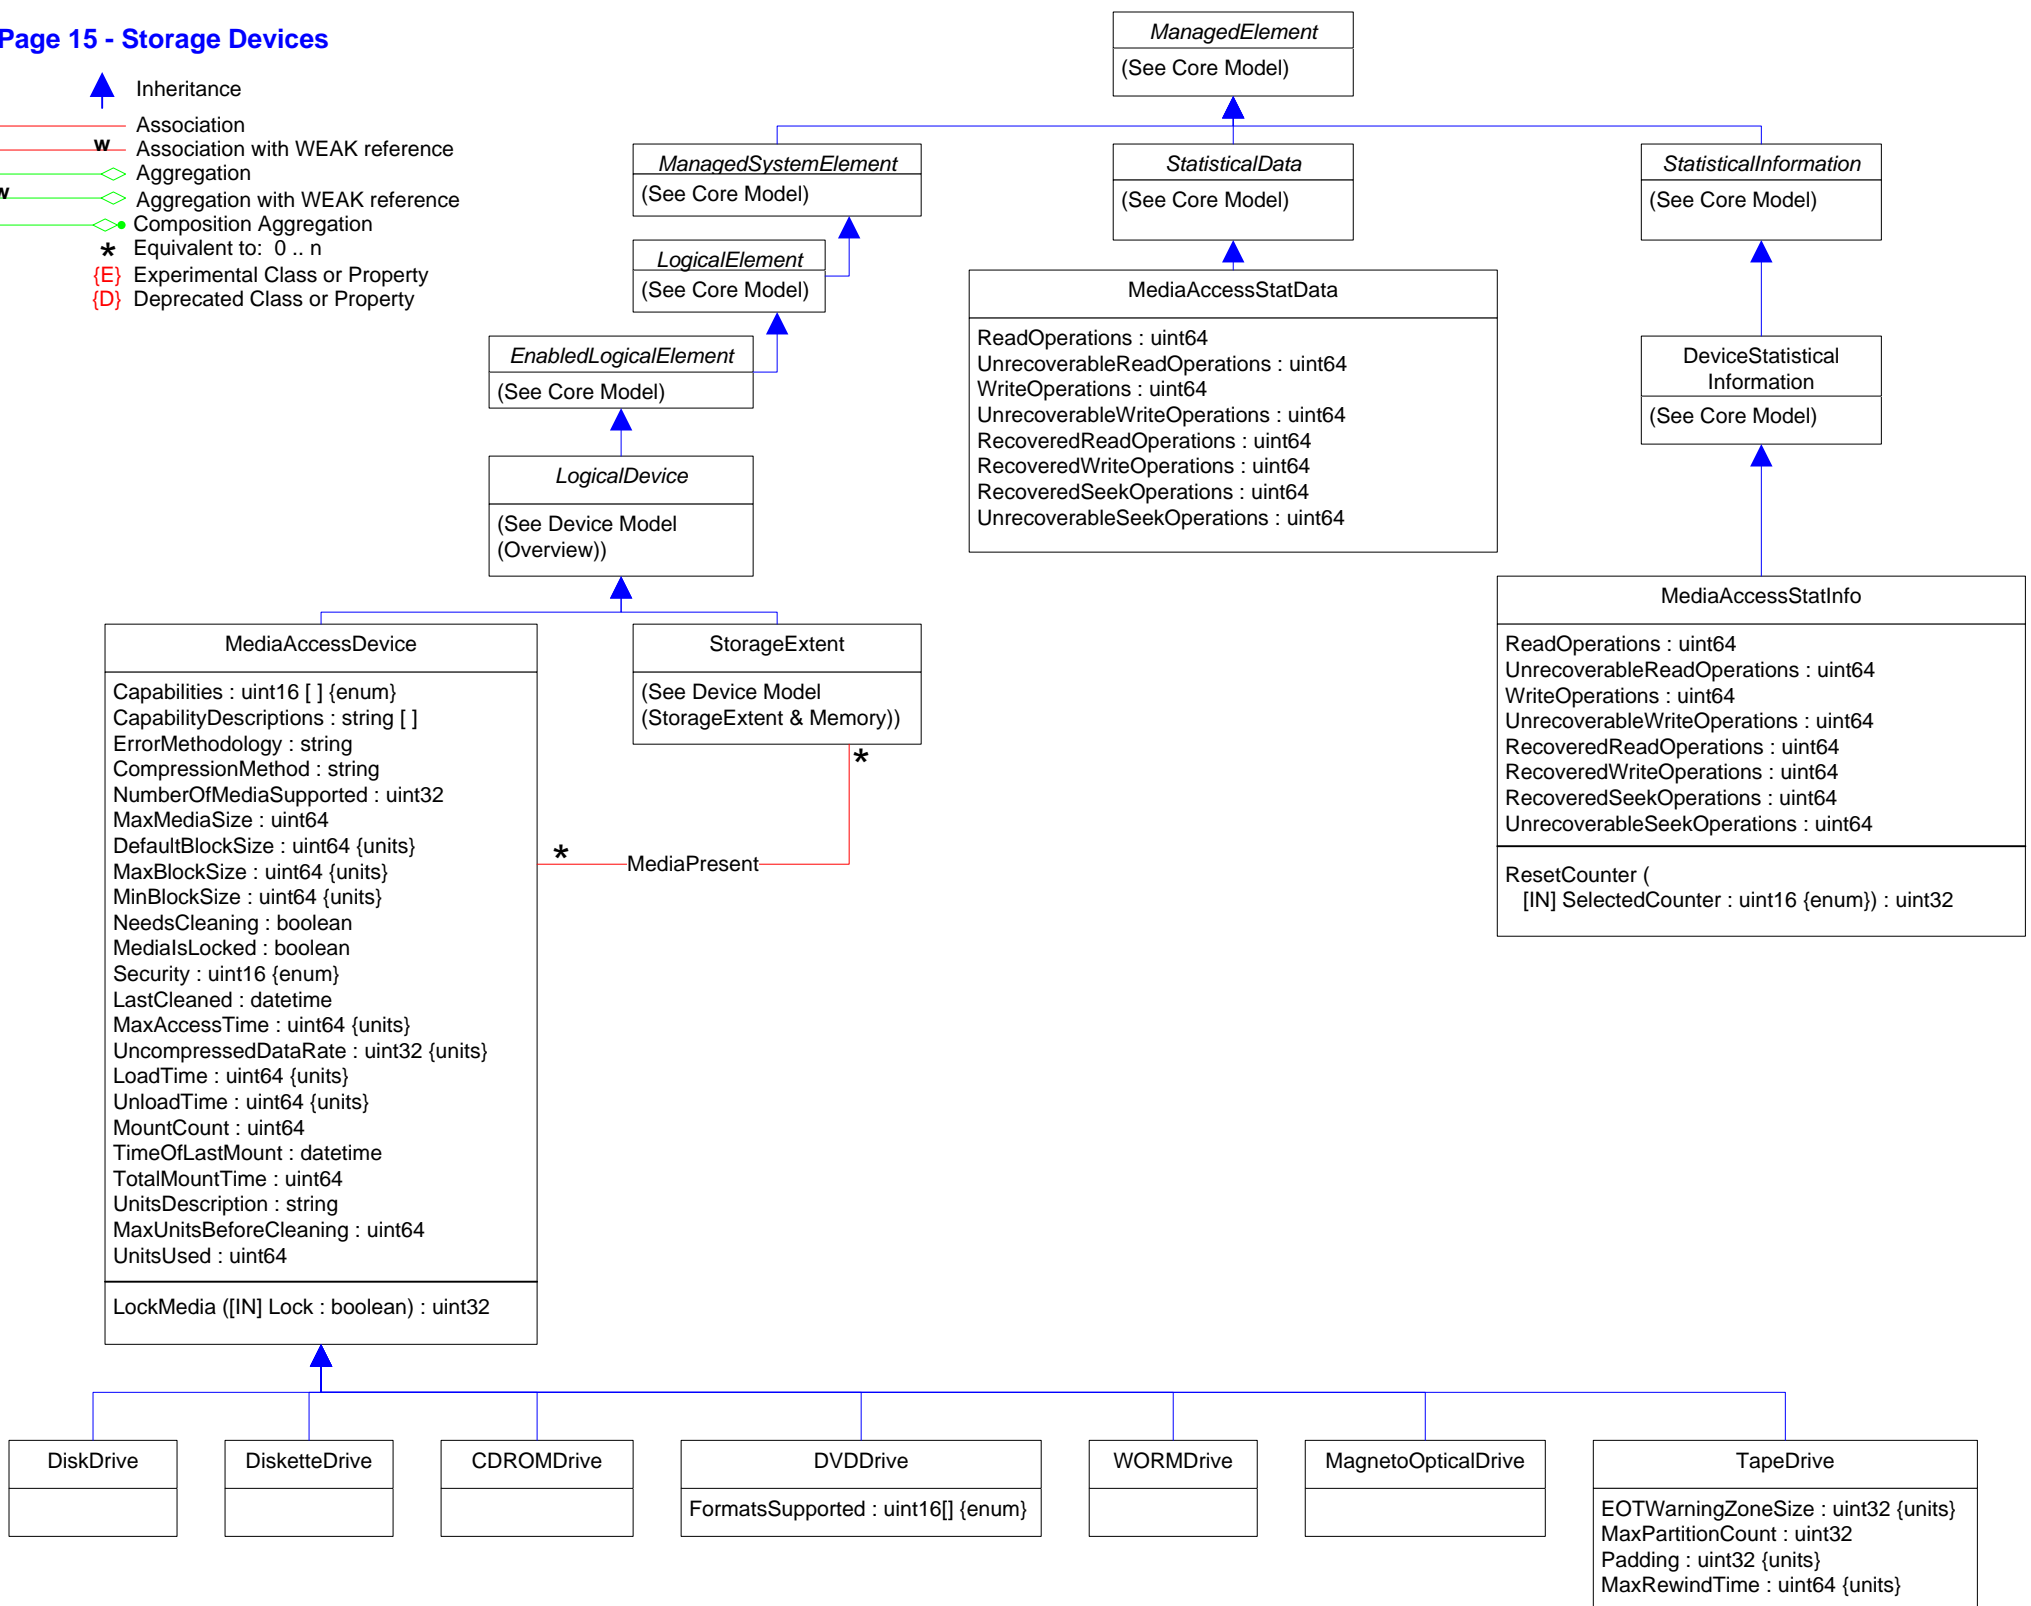 Page 15 - Storage Devices
Inheritance
Association
w Association with WEAK reference
Aggregation
w Aggregation with WEAK reference
Composition Aggregation
* Equivalent to: 0 .. n
{E} Experimental Class or Property
{D} Deprecated Class or Property
ManagedElement
(See Core Model)
ManagedSystemElement
(See Core Model)
StatisticalData
(See Core Model)
StatisticalInformation
(See Core Model)
LogicalElement
(See Core Model)
EnabledLogicalElement
(See Core Model)
LogicalDevice
(See Device Model
(Overview))
MediaAccessStatData
ReadOperations : uint64
UnrecoverableReadOperations : uint64
WriteOperations : uint64
UnrecoverableWriteOperations : uint64
RecoveredReadOperations : uint64
RecoveredWriteOperations : uint64
RecoveredSeekOperations : uint64
UnrecoverableSeekOperations : uint64
DeviceStatistical
Information
(See Core Model)
MediaAccessStatInfo
ReadOperations : uint64
UnrecoverableReadOperations : uint64
WriteOperations : uint64
UnrecoverableWriteOperations : uint64
RecoveredReadOperations : uint64
RecoveredWriteOperations : uint64
RecoveredSeekOperations : uint64
UnrecoverableSeekOperations : uint64
ResetCounter (
[IN] SelectedCounter : uint16 {enum}) : uint32
MediaAccessDevice
Capabilities : uint16 [ ] {enum}
CapabilityDescriptions : string [ ]
ErrorMethodology : string
CompressionMethod : string
NumberOfMediaSupported : uint32
MaxMediaSize : uint64
DefaultBlockSize : uint64 {units}
MaxBlockSize : uint64 {units}
MinBlockSize : uint64 {units}
NeedsCleaning : boolean
MediaIsLocked : boolean
Security : uint16 {enum}
LastCleaned : datetime
MaxAccessTime : uint64 {units}
UncompressedDataRate : uint32 {units}
LoadTime : uint64 {units}
UnloadTime : uint64 {units}
MountCount : uint64
TimeOfLastMount : datetime
TotalMountTime : uint64
UnitsDescription : string
MaxUnitsBeforeCleaning : uint64
UnitsUsed : uint64
LockMedia ([IN] Lock : boolean) : uint32
StorageExtent
(See Device Model
(StorageExtent & Memory))
*
* MediaPresent
DiskDrive
DisketteDrive
CDROMDrive
DVDDrive
FormatsSupported : uint16[] {enum}
WORMDrive
MagnetoOpticalDrive
TapeDrive
EOTWarningZoneSize : uint32 {units}
MaxPartitionCount : uint32
Padding : uint32 {units}
MaxRewindTime : uint64 {units}